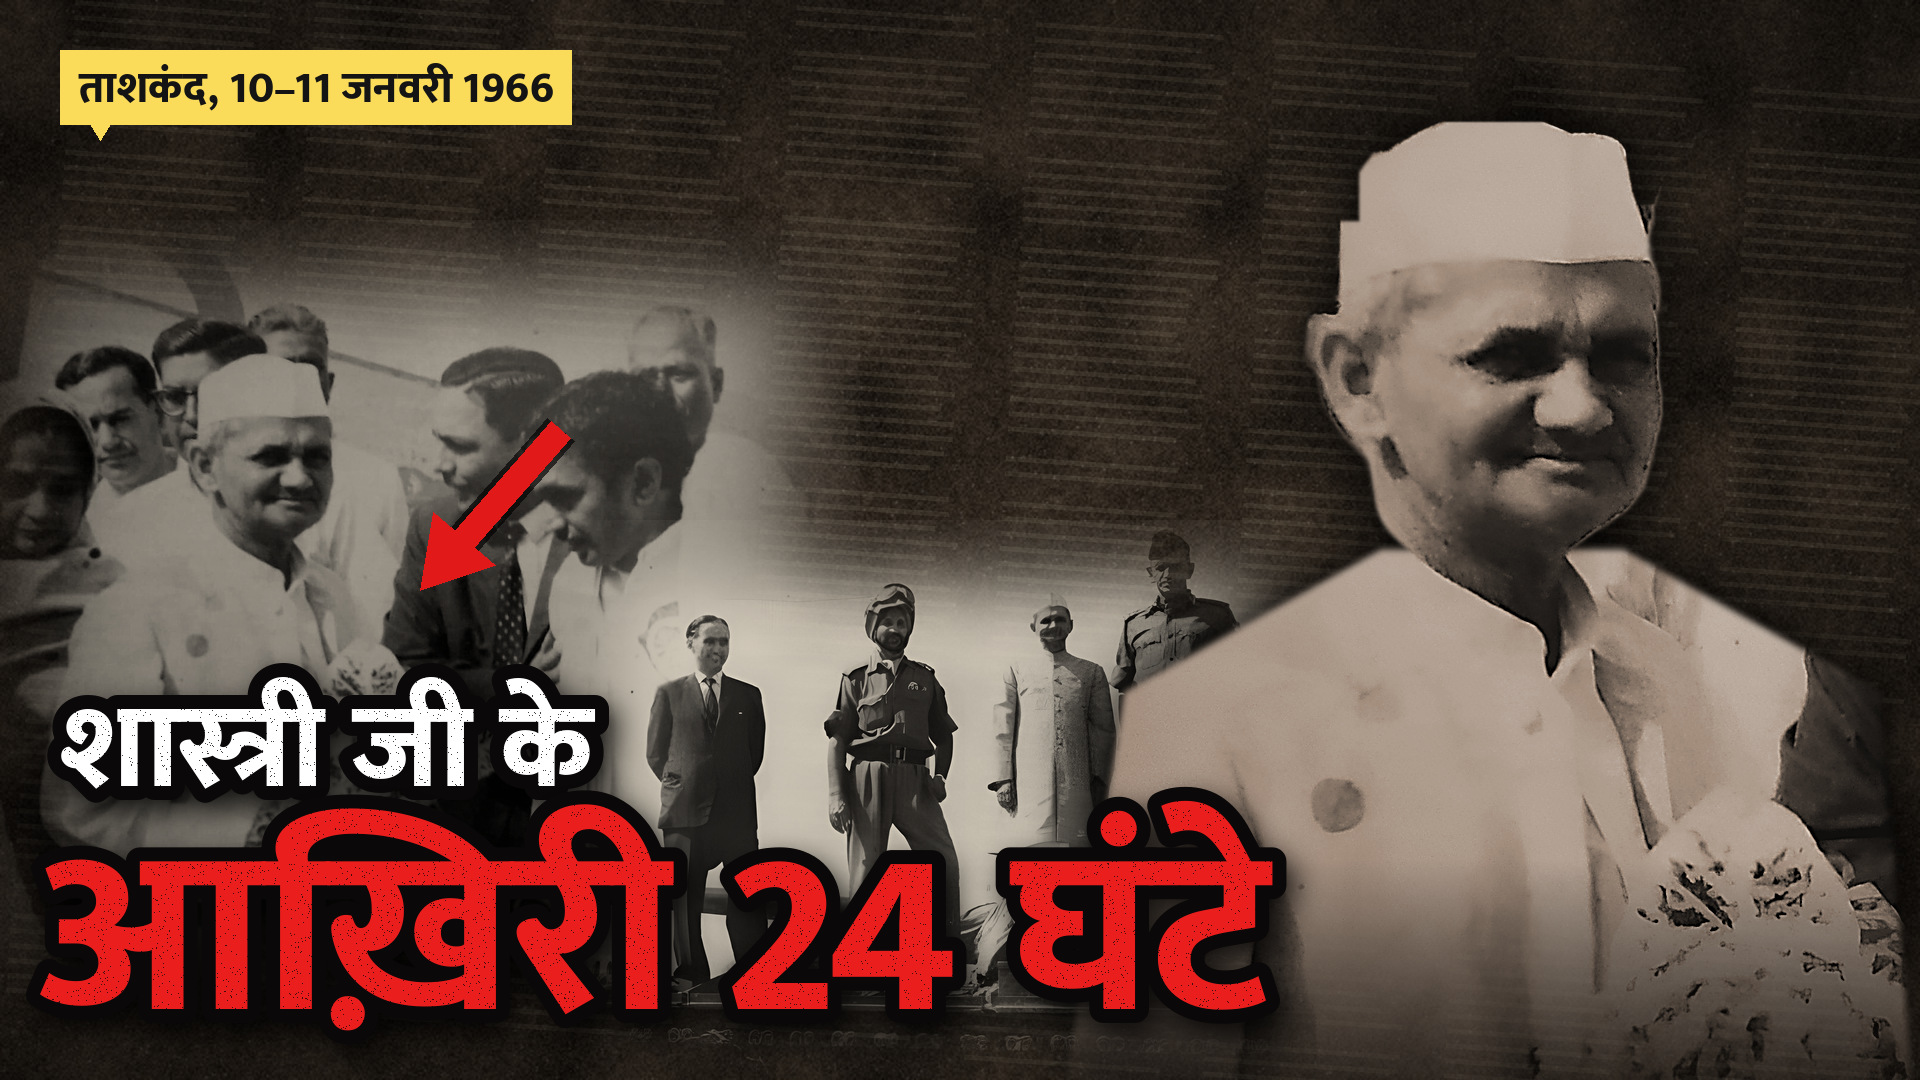 ताशकंद, 10–11 जनवरी 1966
शास्त्री जी के
आख़िरी 24 घंटे